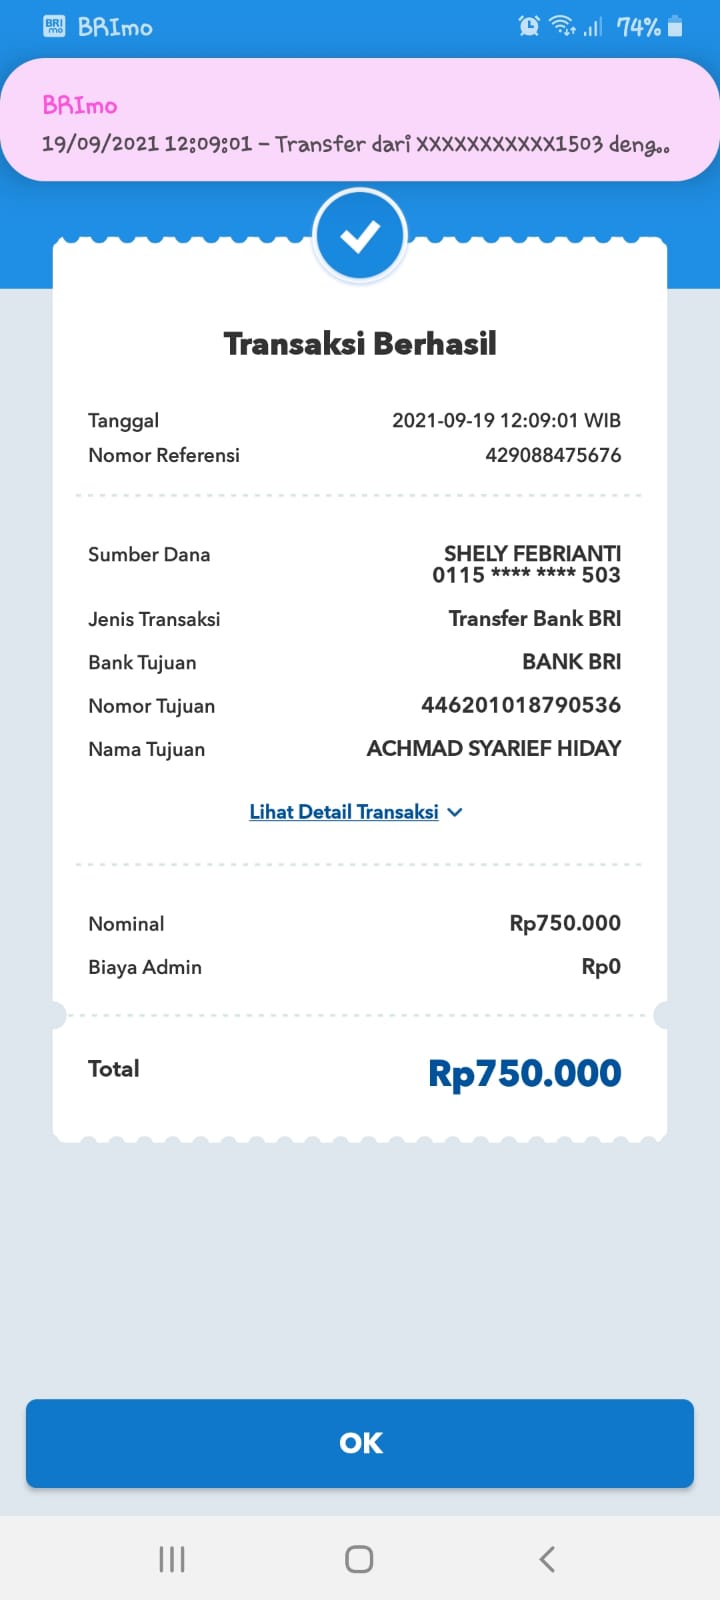 BRI
mo
BRImo
74%
BRImo
19/09/2021 12:09:01 - Transfer dari XXXXXXXXXXX1503 deng..
Transaksi Berhasil
Tanggal 2021-09-19 12:09:01 WIB
Nomor Referensi 429088475676
Sumber Dana SHELY FEBRIANTI
0115 **** **** 503
Jenis Transaksi Transfer Bank BRI
Bank Tujuan BANK BRI
Nomor Tujuan 446201018790536
Nama Tujuan ACHMAD SYARIEF HIDAY
Lihat Detail Transaksi
Nominal Rp750.000
Biaya Admin Rp0
Total Rp750.000
OK